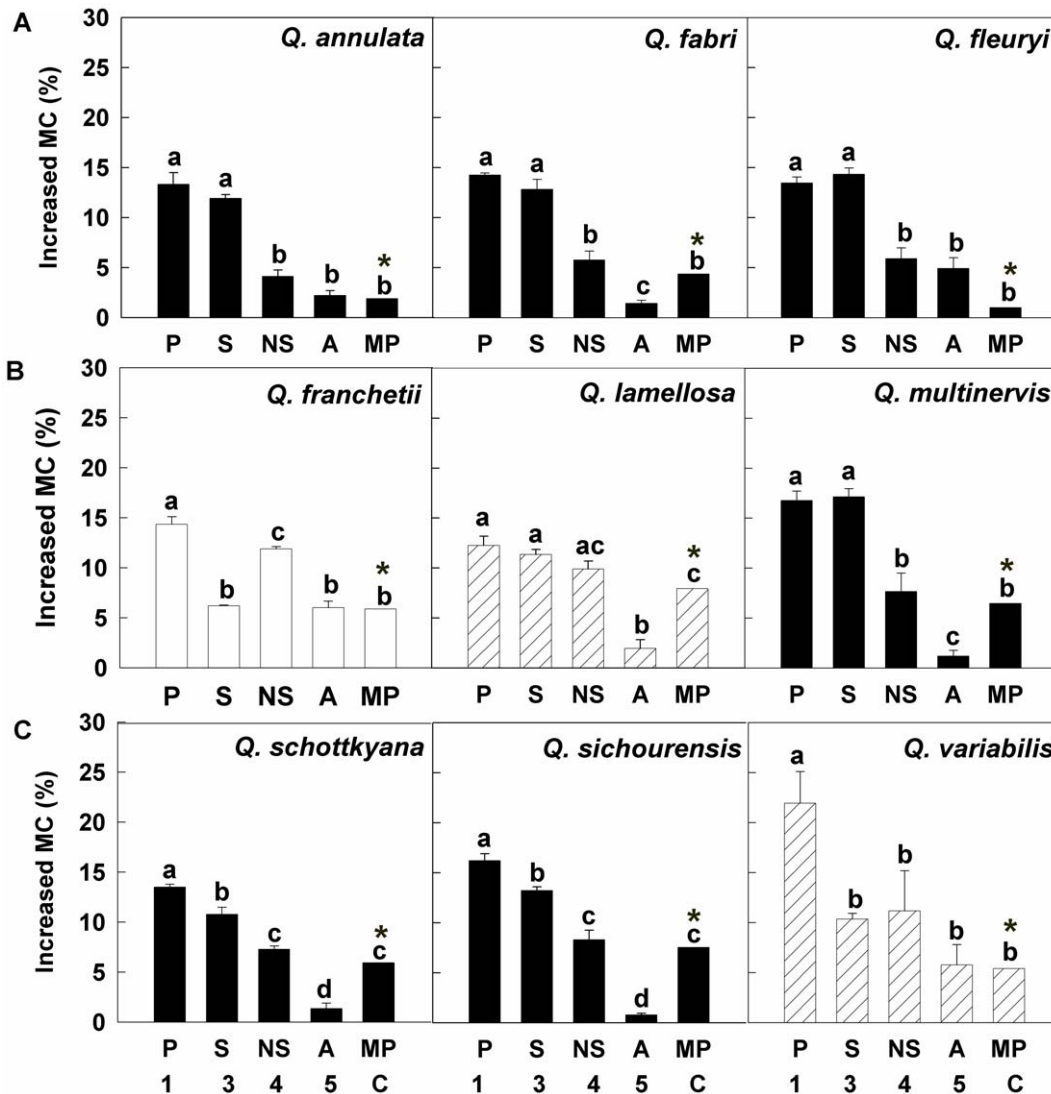 A
Increased MC (%)
30
25
20
15
10
5
0
Q. annulata
a
a
b
b
*
b
P S NS A MP
Q. fabri
a
a
b
c
*
b
P S NS A MP
Q. fleuryi
a
a
b
b
*
b
P S NS A MP
B
Increased MC (%)
30
25
20
15
10
5
0
Q. franchetii
a
b
c
b
*
b
P S NS A MP
Q. lamellosa
a
a
ac
b
*
c
P S NS A MP
Q. multinervis
a
a
b
c
*
b
P S NS A MP
C
Increased MC (%)
30
25
20
15
10
5
0
Q. schottkyana
a
b
c
d
*
c
P S NS A MP
1 3 4 5 C
Q. sichourensis
a
b
c
d
*
c
P S NS A MP
1 3 4 5 C
Q. variabilis
a
b
b
b
*
b
P S NS A MP
1 3 4 5 C